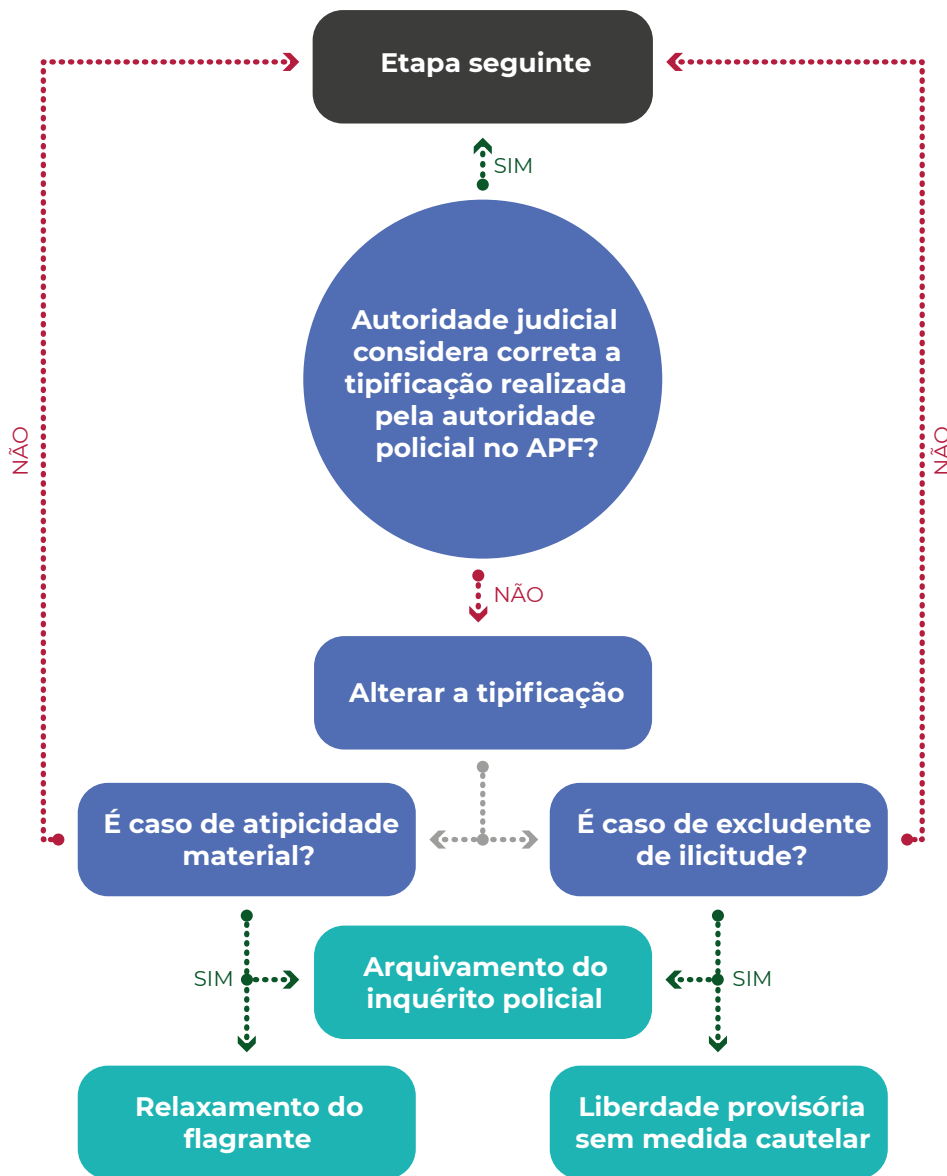 Etapa seguinte
SIM
Autoridade judicial
considera correta a
tipificação realizada
pela autoridade
policial no APF?
NÃO
NÃO
NÃO
Alterar a tipificação
É caso de atipicidade
material?
É caso de excludente
de ilicitude?
SIM
Arquivamento do
inquérito policial
SIM
Relaxamento do
flagrante
Liberdade provisória
sem medida cautelar